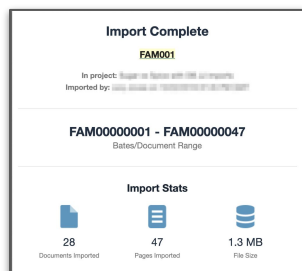 Import Complete
FAM001
In project:
Imported by:
FAM00000001 - FAM00000047
Bates/Document Range
Import Stats
28 47 1.3 MB
Documents Imported Pages Imported File Size